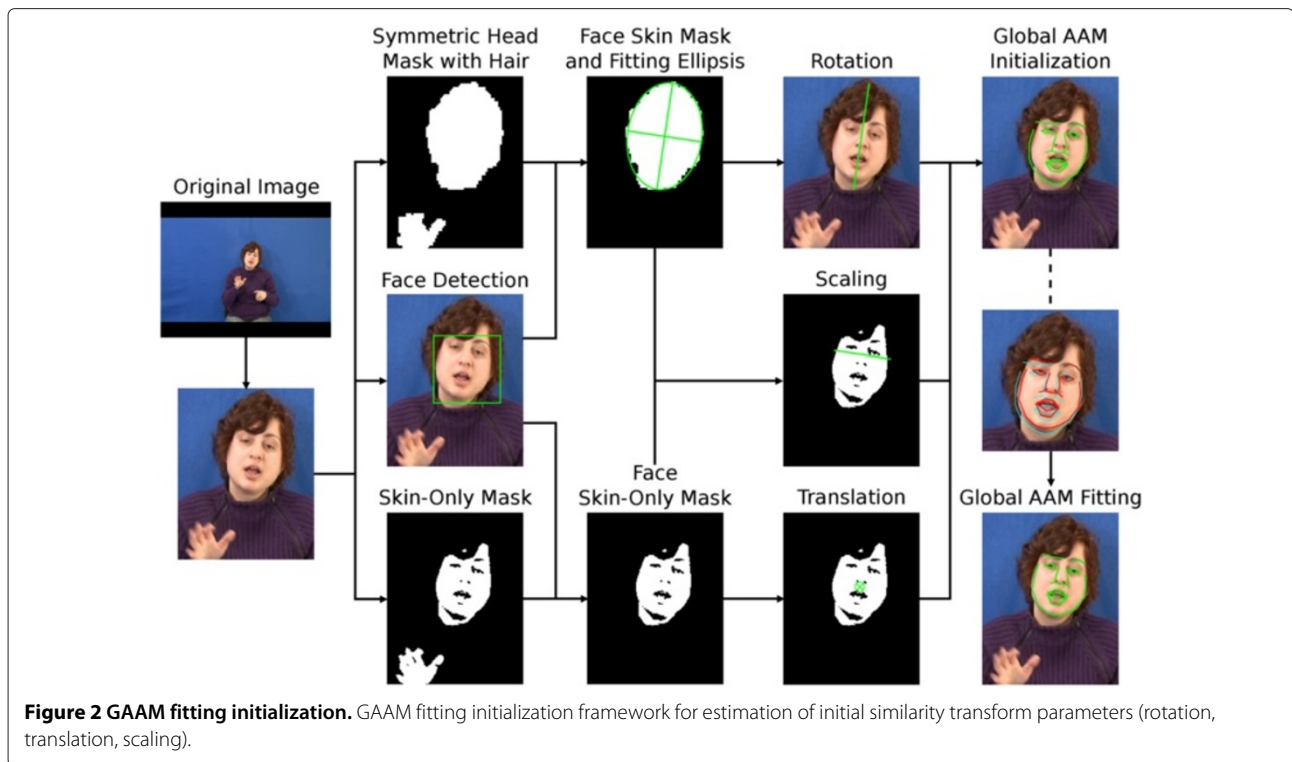 Symmetric Head
Mask with Hair
Face Skin Mask
and Fitting Ellipsis
Rotation
Global AAM
Initialization
Original Image
Face Detection
Scaling
Skin-Only Mask
Face
Skin-Only Mask
Translation
Global AAM Fitting
Figure 2 GAAM fitting initialization. GAAM fitting initialization framework for estimation of initial similarity transform parameters (rotation,
translation, scaling).